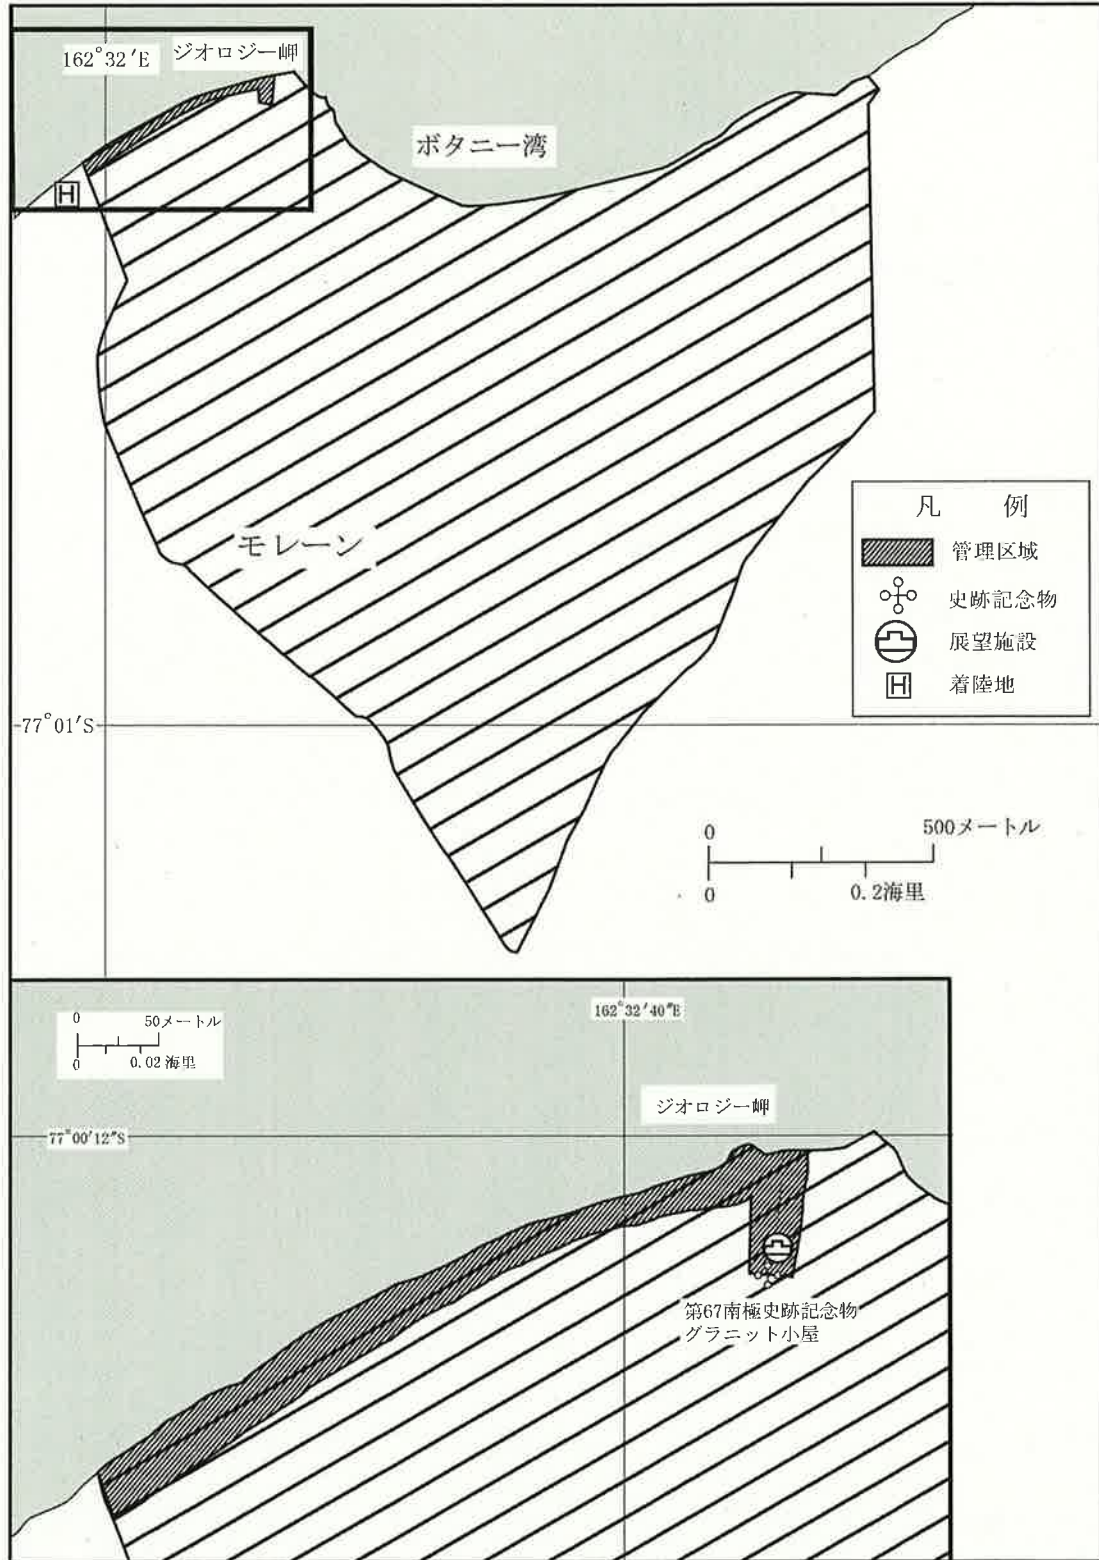 162°32′E
ジオロジー岬
ボタニー湾
H
モレーン
凡 例
管理区域
史跡記念物
展望施設
H 着陸地
77°01′S
0 500メートル
0 0.2海里
162°32′40″E
0 50メートル
0 0.02海里
ジオロジー岬
77°00′12″S
第67南極史跡記念物
グラニット小屋